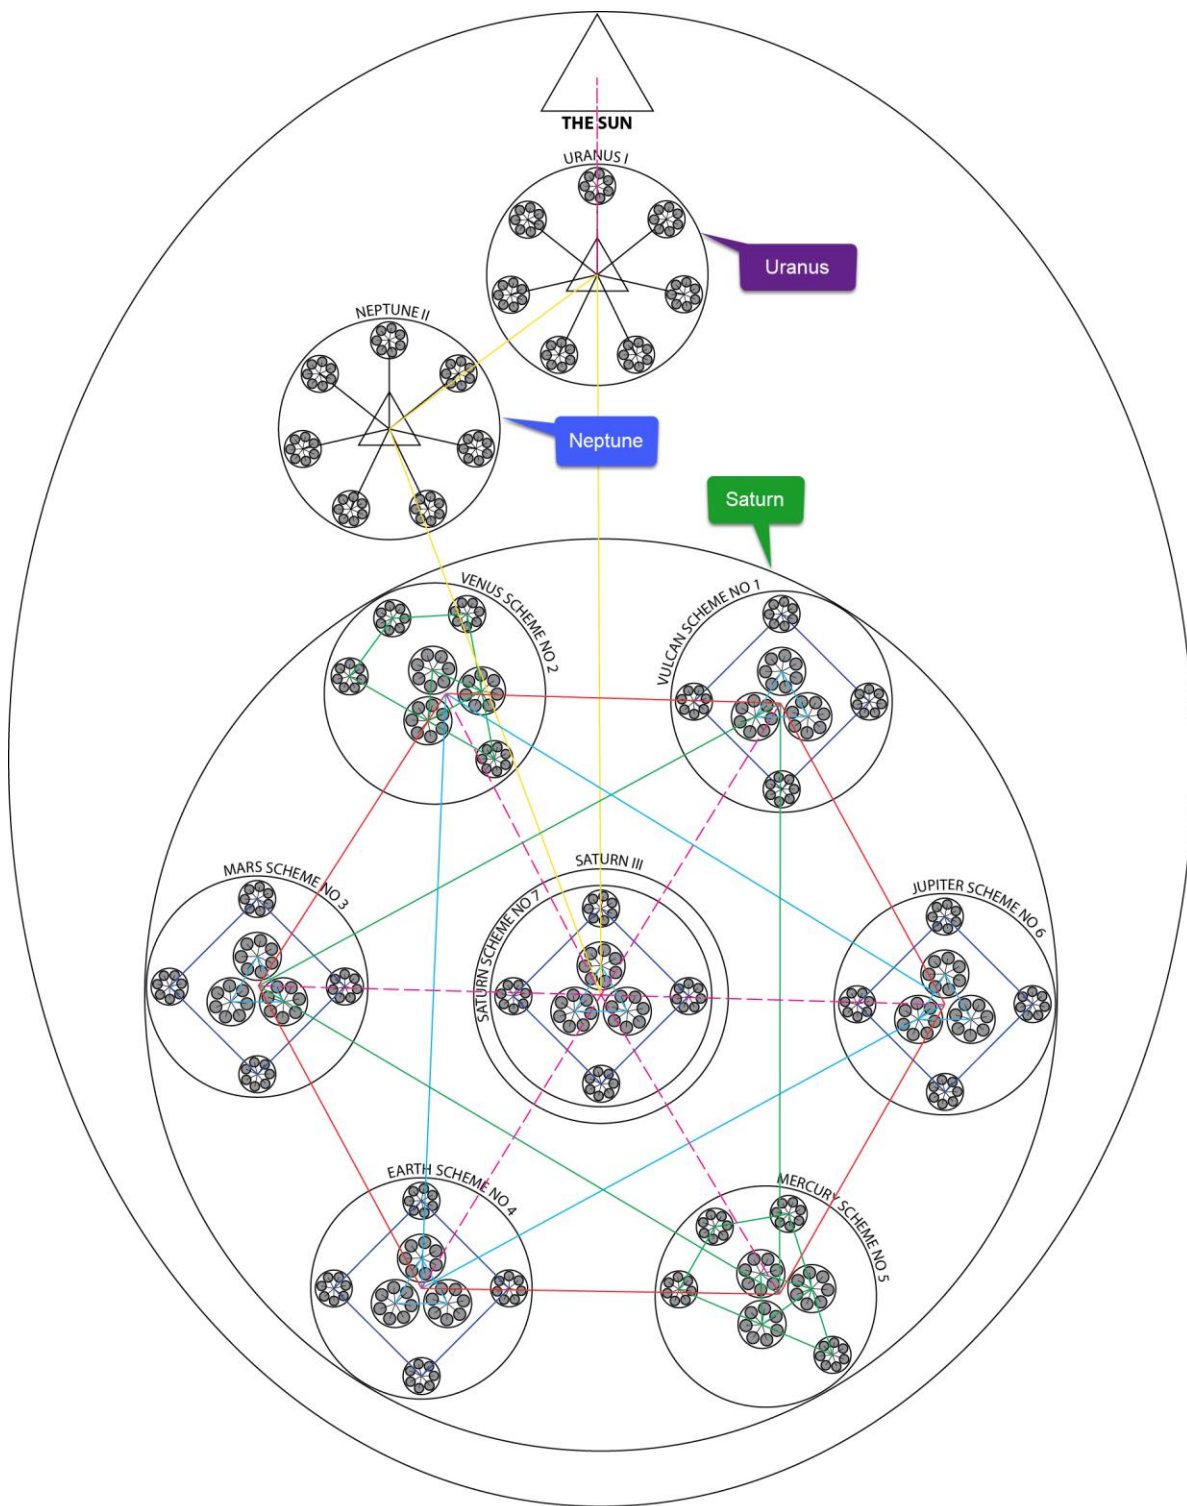 THE SUN
URANUS I
Uranus
NEPTUNE II
Neptune
Saturn
VENUS SCHEME NO 2
VULCAN SCHEME NO 1
MARS SCHEME NO 3
SATURN III
SATURN SCHEME NO 7
JUPITER SCHEME NO 6
EARTH SCHEME NO 4
MERCURY SCHEME NO 5